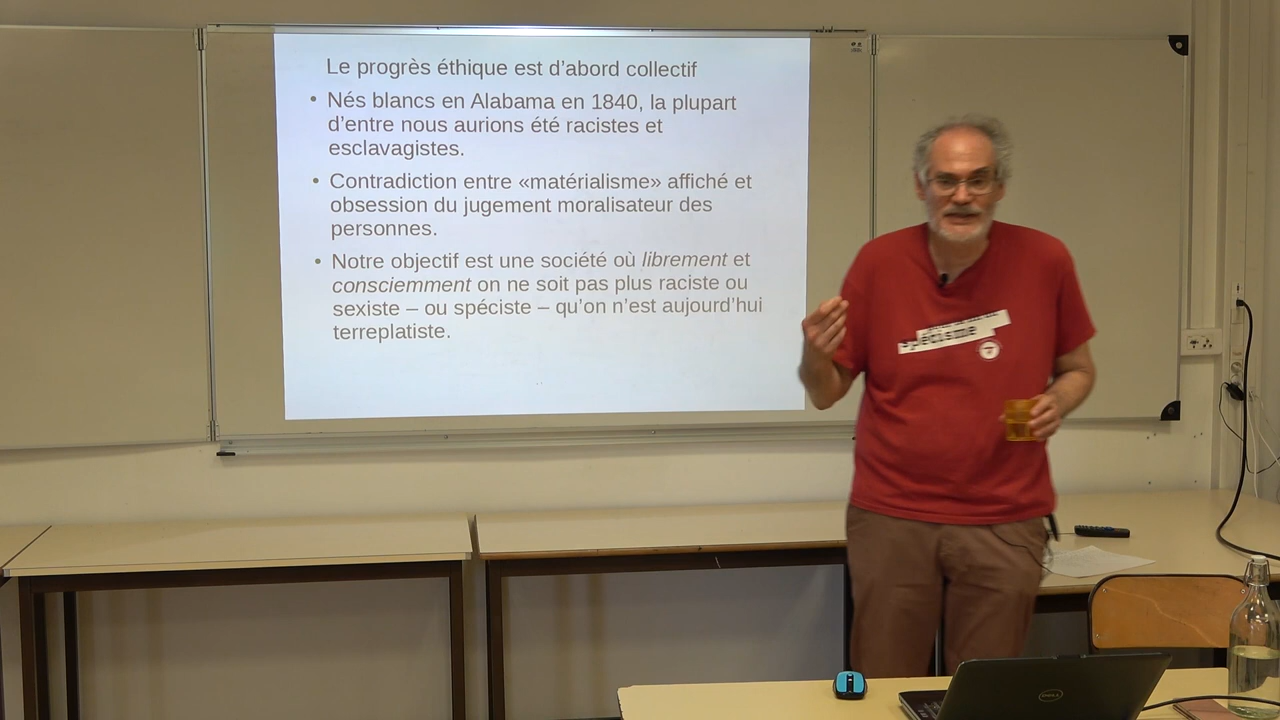 Le progrès éthique est d’abord collectif
• Nés blancs en Alabama en 1840, la plupart
d’entre nous aurions été racistes et
esclavagistes.
• Contradiction entre «matérialisme» affiché et
obsession du jugement moralisateur des
personnes.
• Notre objectif est une société où librement et
consciemment on ne soit pas plus raciste ou
sexiste – ou spéciste – qu’on n’est aujourd’hui
terreplatiste.
DELL